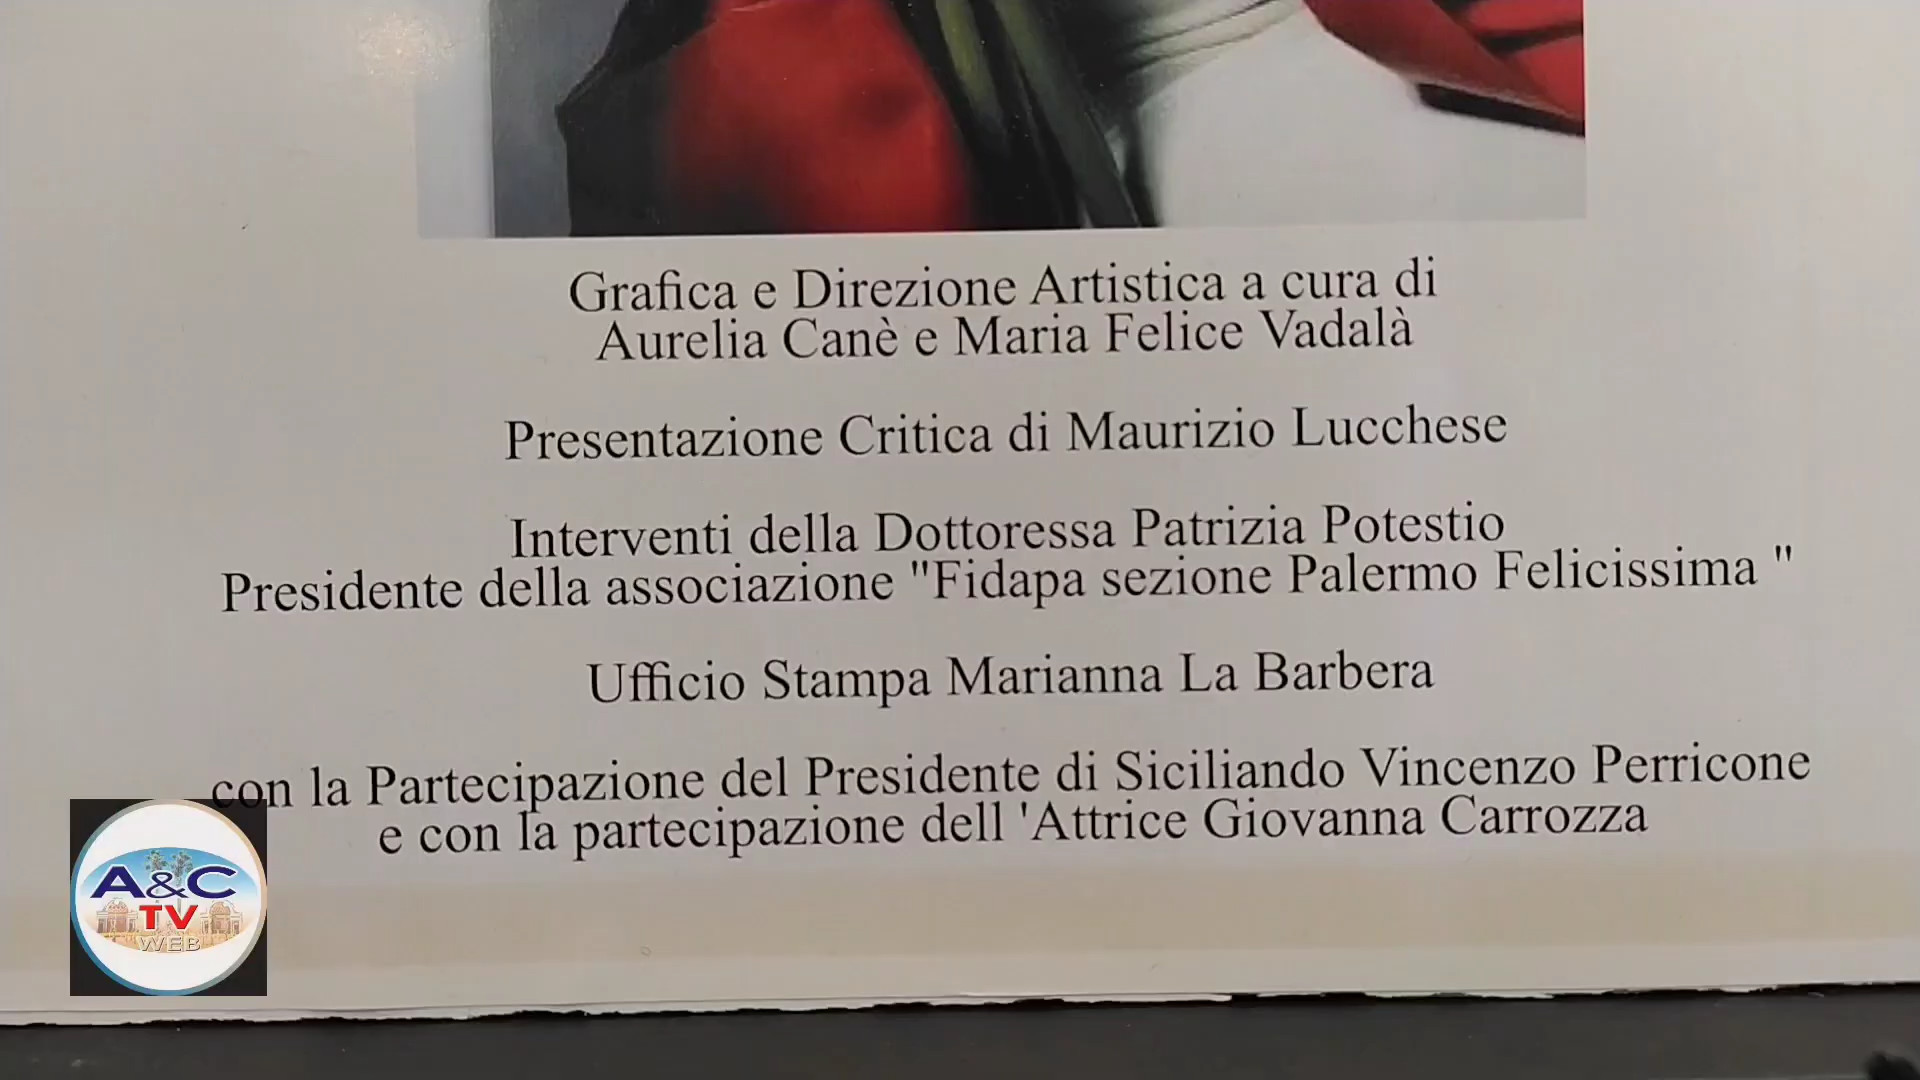 Grafica e Direzione Artistica a cura di
Aurelia Canè e Maria Felice Vadalà
Presentazione Critica di Maurizio Lucchese
Interventi della Dottoressa Patrizia Potestio
Presidente della associazione "Fidapa sezione Palermo Felicissima "
Ufficio Stampa Marianna La Barbera
con la Partecipazione del Presidente di Siciliando Vincenzo Perricone
e con la partecipazione dell 'Attrice Giovanna Carrozza
A&C
TV
WEB